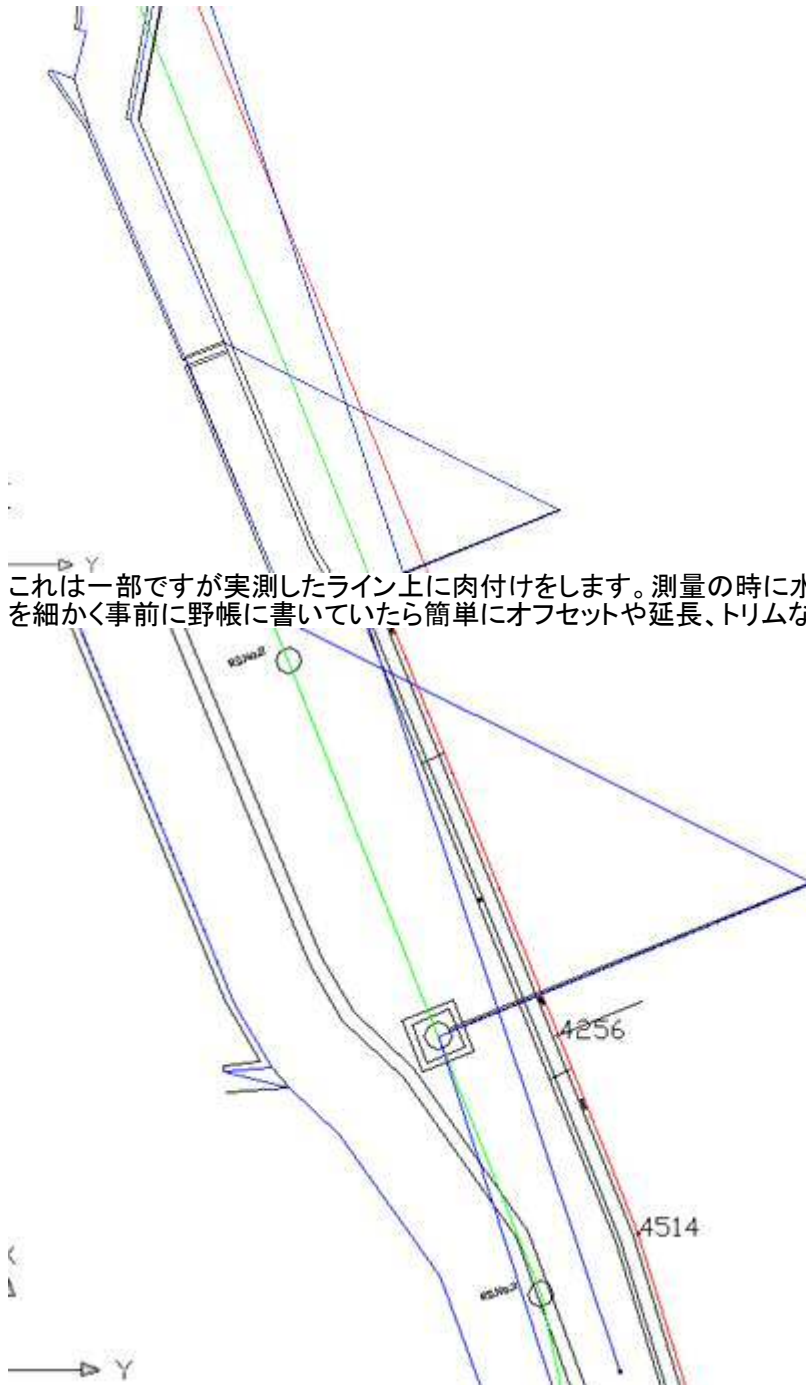 Y
これは一部ですが実測したライン上に肉付けをします。測量の時に水
を細かく事前に野帳に書いていたら簡単にオフセットや延長、トリムな
4256
4514
Y